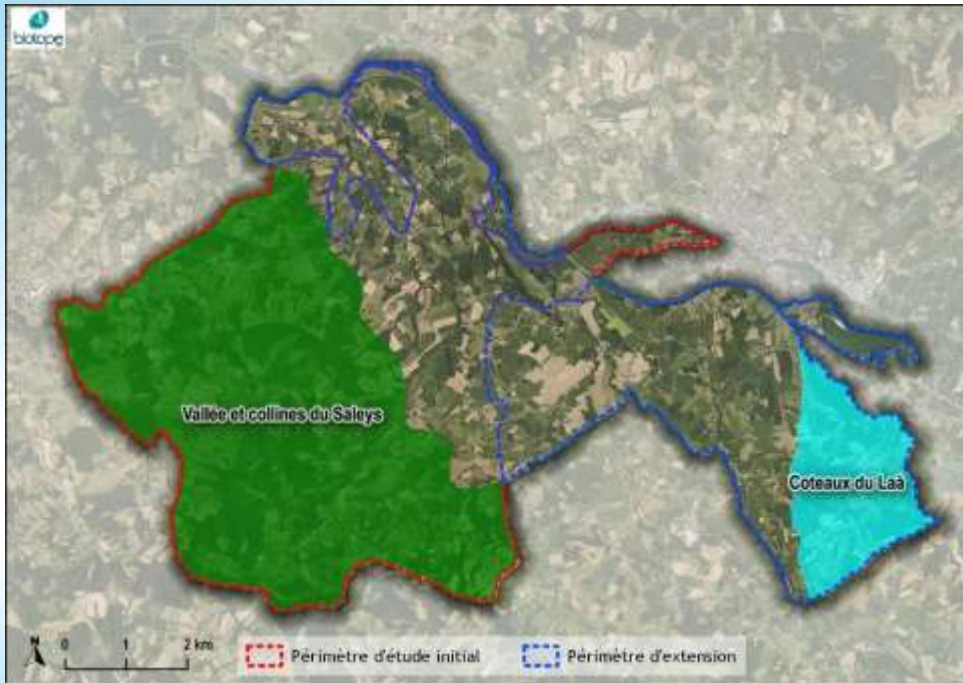 biotope
Vallée et collines du Saleys
Coteaux du Laà
N
0 1 2 km
Périmètre d'étude initial
Périmètre d'extension